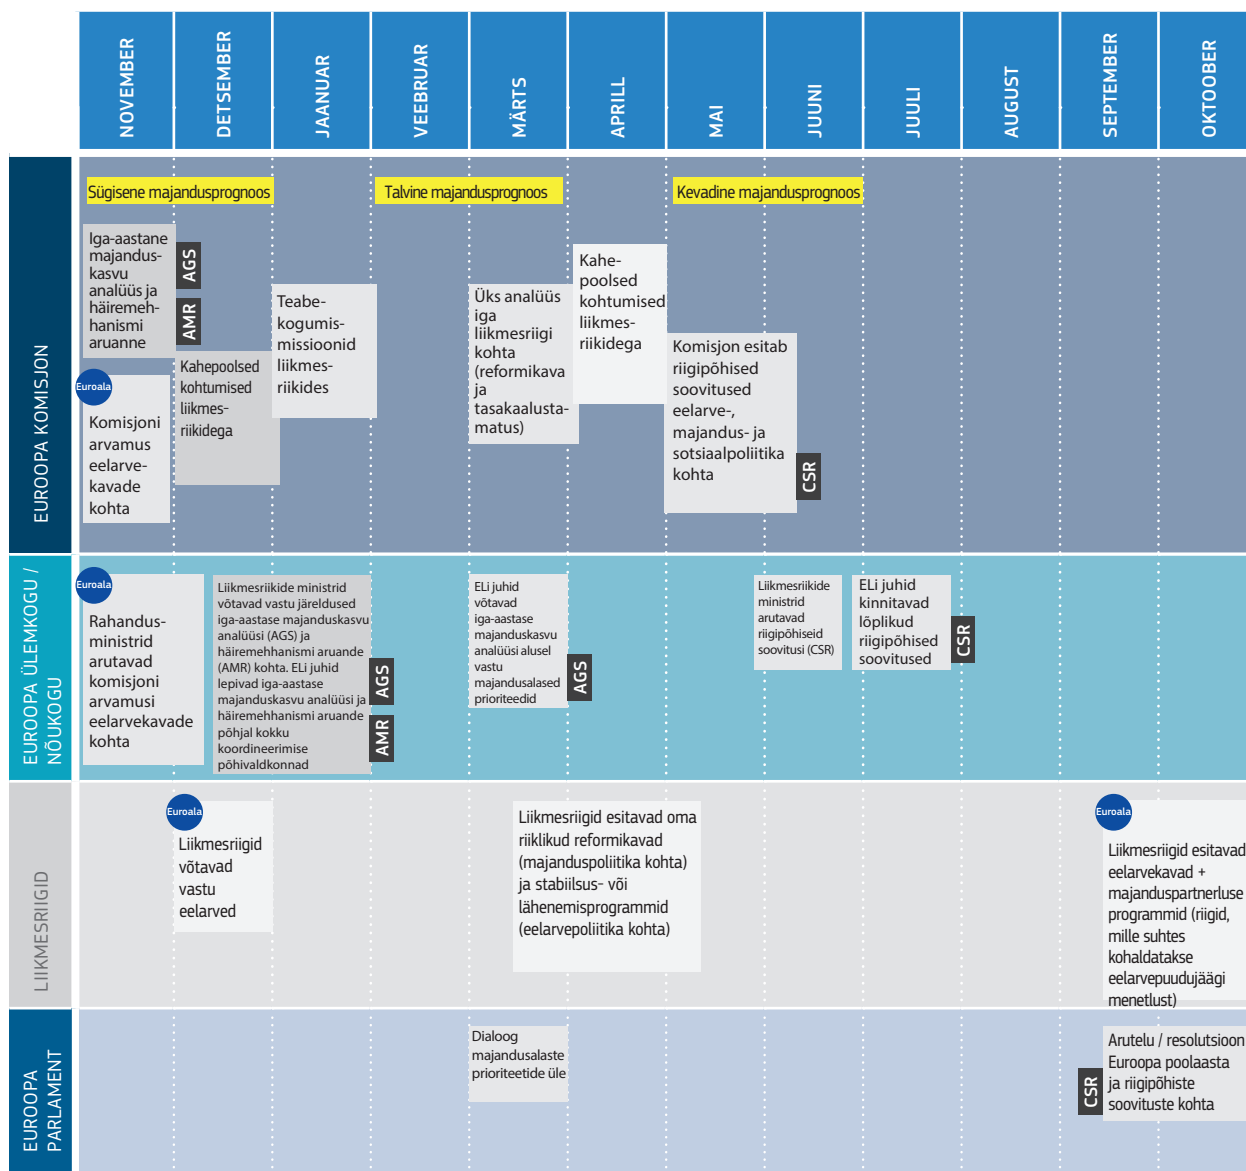 NOVEMBER
DETSEMBER
JAANUAR
VEEBRUAR
MÄRTS
APRILL
MAI
JUUNI
JUULI
AUGUST
SEPTEMBER
OKTOOBER
EUROOPA KOMISJON
Sügisene majandusprognoos
Talvine majandusprognoos
Kevadine majandusprognoos
Iga-aastane
majandus-
kasvu
analüüs ja
häiremeh-
hanismi
aruanne
AGS
AMR
Euroala
Komisjoni
arvamus
eelarve-
kavade
kohta
Kahepoolsed
kohtumised
liikmes-
riikidega
Teabe-
kogumis-
missioonid
liikmes-
riikides
Üks analüüs
iga
liikmesriigi
kohta
(reformikava
ja
tasakaalusta-
matus)
Kahe-
poolsed
kohtumised
liikmes-
riikidega
Komisjon esitab
riigipõhised
soovitused
eelarve-,
majandus- ja
sotsiaalpoliitika
kohta
CSR
EUROOPA ÜLEMKOGU /
NÕUKOGU
Euroala
Rahandus-
ministrid
arutavad
komisjoni
arvamusi
eelarvekavade
kohta
Liikmesriikide ministrid
võtavad vastu järeldused
iga-aastase majanduskasvu
analüüsi (AGS) ja
häiremehhanismi aruande
(AMR) kohta. ELi juhid
lepivad iga-aastase
majanduskasvu analüüsi ja
häiremehhanismi aruande
põhjal kokku
koordineerimise
põhivaldkonnad
AGS
AMR
ELi juhid
võtavad
iga-aastase
majanduskasvu
analüüsi alusel
vastu
majandusalased
prioriteedid
AGS
Liikmesriikide
ministrid
arutavad
riigipõhiseid
soovitusi (CSR)
ELi juhid
kinnitavad
lõplikud
riigipõhised
soovitused
CSR
LIIKMESRIIGID
Euroala
Liikmesriigid
võtavad
vastu
eelarved
Liikmesriigid esitavad oma
riiklikud reformikavad
(majanduspoliitika kohta)
ja stabiilsus- või
lähenemisprogrammid
(eelarvepoliitika kohta)
Euroala
Liikmesriigid esitavad
eelarvekavad +
majanduspartnerluse
programmid (riigid,
mille suhtes
kohaldatakse
eelarvepuudujäägi
menetlust)
EUROOPA
PARLAMENT
Dialoog
majandusalaste
prioriteetide üle
CSR
Arutelu / resolutsioon
Euroopa poolaasta
ja riigipõhiste
soovituste kohta